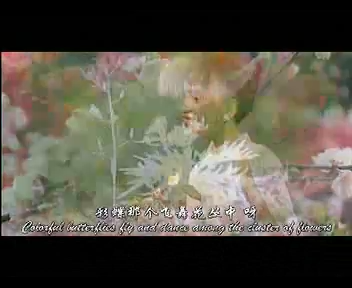 彩蝶那个飞舞花丛中呀
Colorful butterflies fly and dance among the cluster of flowers